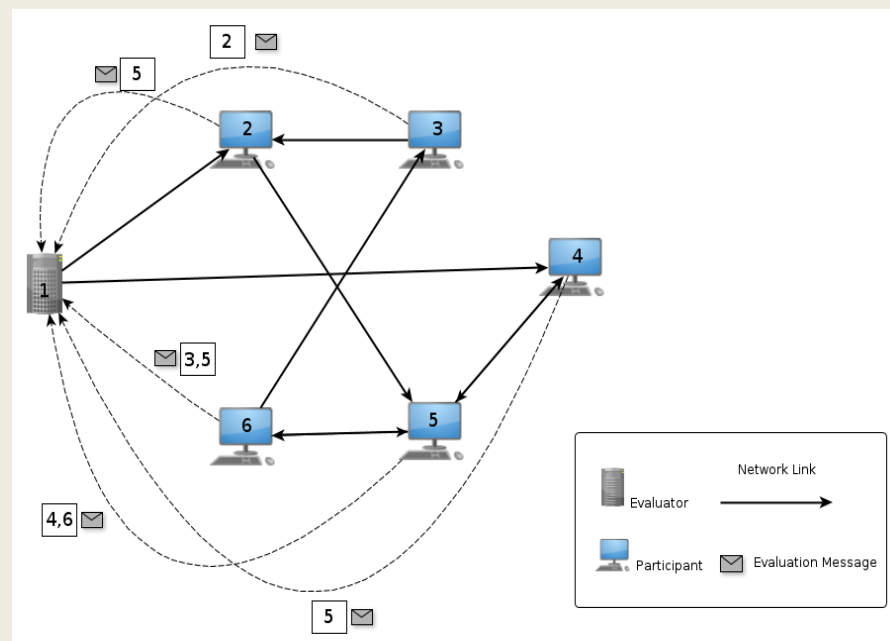 2
5
2
3
4
1
3,5
6
5
4,6
5
Network Link
Evaluator
Participant
Evaluation Message